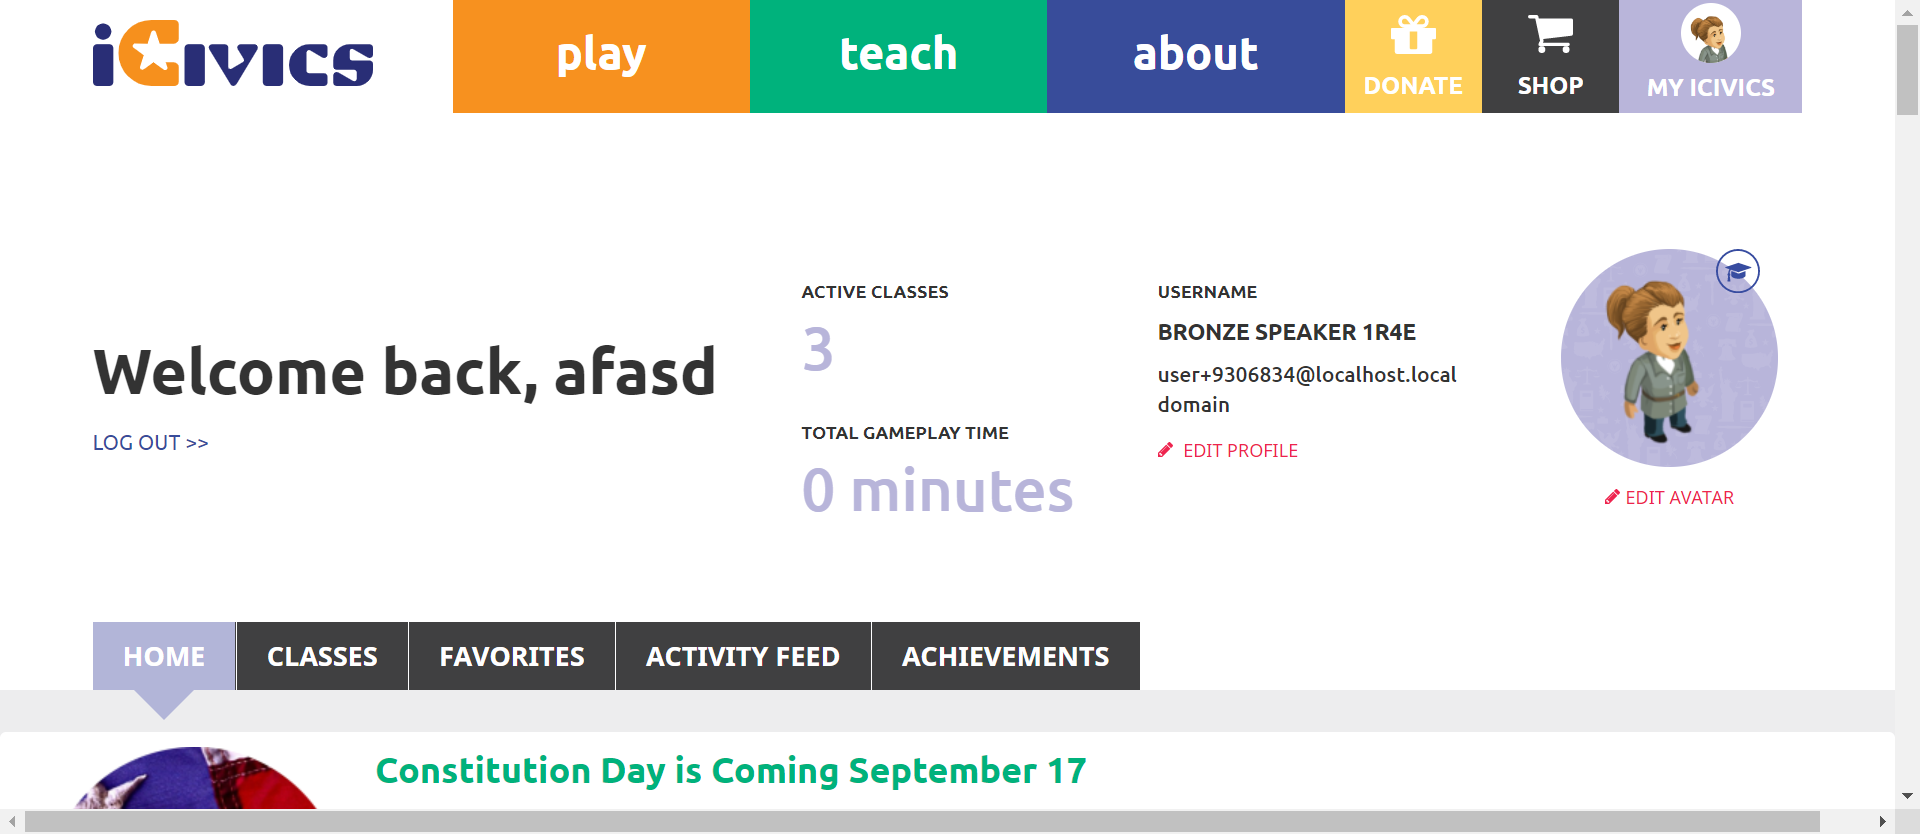 iCivics
play
teach
about
DONATE
SHOP
MY ICIVICS
Welcome back, afasd
LOG OUT >>
ACTIVE CLASSES
3
TOTAL GAMEPLAY TIME
0 minutes
USERNAME
BRONZE SPEAKER 1R4E
user+9306834@localhost.local
domain
EDIT PROFILE
EDIT AVATAR
HOME
CLASSES
FAVORITES
ACTIVITY FEED
ACHIEVEMENTS
Constitution Day is Coming September 17